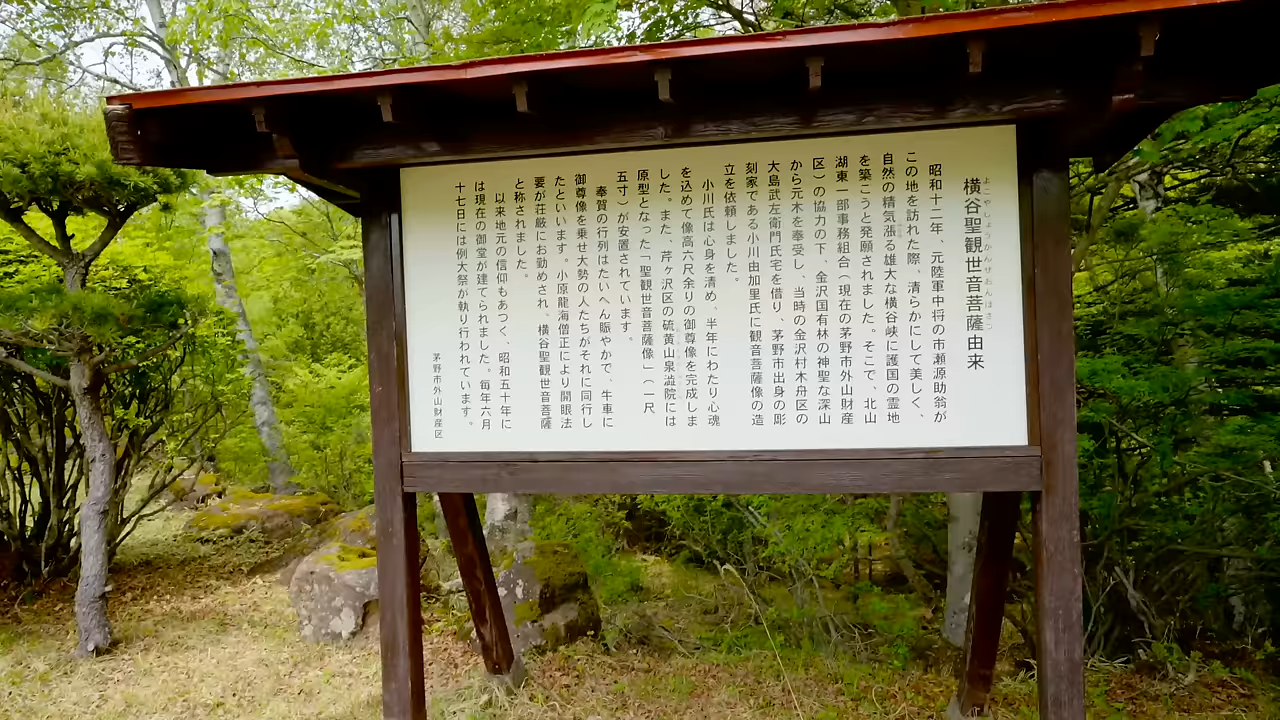 横谷聖観世音菩薩由来
よこやしょうかんぜおんぼさつ
昭和十二年、元陸軍中将の市瀬源助翁が
この地を訪れた際、清らかにして美しく、
自然の精気漲る雄大な横谷峡に護国の霊地
を築こうと発願されました。そこで、北山
湖東一部事務組合（現在の茅野市外山財産
区）の協力の下、金沢国有林の神聖な深山
から元木を奉受し、当時の金沢村木舟区の
大島武左衛門氏宅を借り、茅野市出身の彫
刻家である小川由加里氏に観音菩薩像の造
立を依頼しました。
小川氏は心身を清め、半年にわたり心魂
を込めて像高六尺余りの御尊像を完成しま
した。また、芹ヶ沢区の硫黄山泉澁院には
原型となった「聖観世音菩薩像」（一尺
五寸）が安置されています。
奉賀の行列はたいへん賑やかで、牛車に
御尊像を乗せ大勢の人たちがそれに同行し
たといいます。小原龍海僧正により開眼法
要が荘厳にお勤めされ、横谷聖観世音菩薩
と称されました。
以来地元の信仰もあつく、昭和五十年に
は現在の御堂が建てられました。毎年六月
十七日には例大祭が執り行われています。
茅野市外山財産区